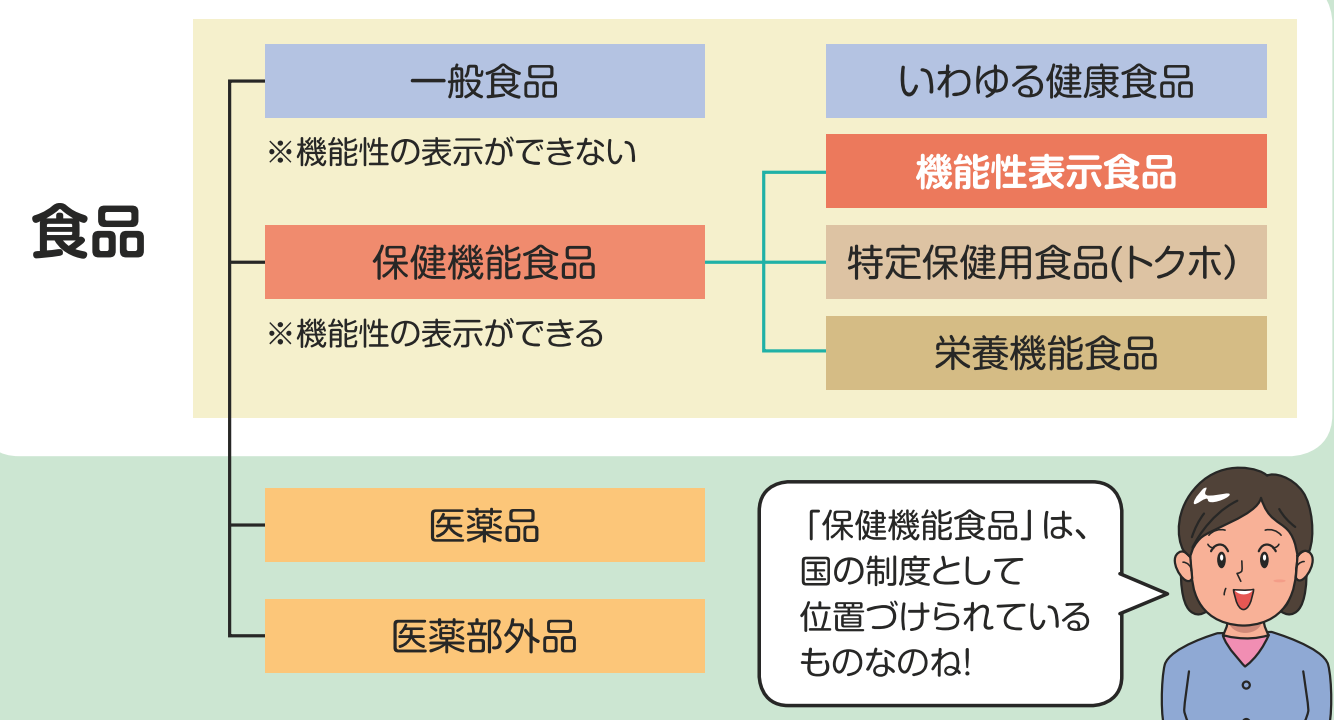 食品
一般食品
※機能性の表示ができない
保健機能食品
※機能性の表示ができる
いわゆる健康食品
機能性表示食品
特定保健用食品(トクホ)
栄養機能食品
医薬品
医薬部外品
「保健機能食品」は、
国の制度として
位置づけられている
ものなのね!